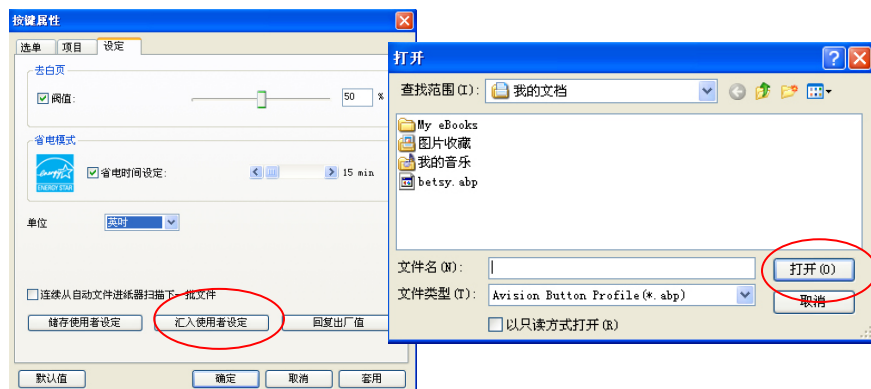 按键属性
选单 项目 设定
去白页
阀值: 50 %
省电模式
ENERGY STAR
省电时间设定: 15 min
单位 英吋
连续从自动文件进纸器扫描下一批文件
储存使用者设定 汇入使用者设定 回复出厂值
默认值 确定 取消 套用
打开
查找范围(I): 我的文档
My eBooks
图片收藏
我的音乐
betsy.abp
文件名(N): 打开(O)
文件类型(T): Avision Button Profile(*.abp) 取消
以只读方式打开(R)